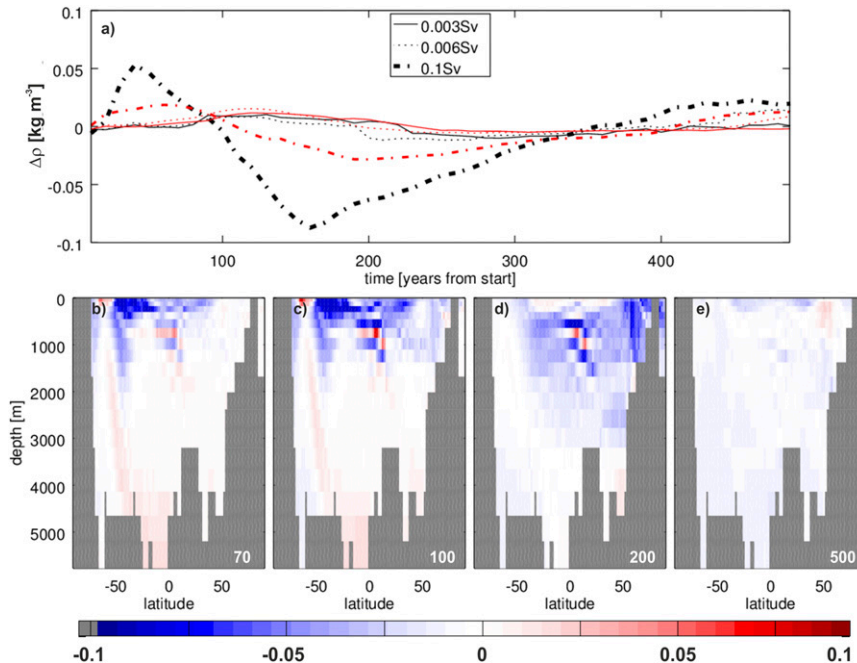 0.1
a)
0.003Sv
0.006Sv
0.1Sv
0.05
0
-0.05
-0.1
Δρ [kg m⁻³]
100 200 300 400
time [years from start]
b) c) d) e)
0
1000
2000
3000
4000
5000
depth [m]
70 100 200 500
-50 0 50 -50 0 50 -50 0 50 -50 0 50
latitude latitude latitude latitude
-0.1 -0.05 0 0.05 0.1